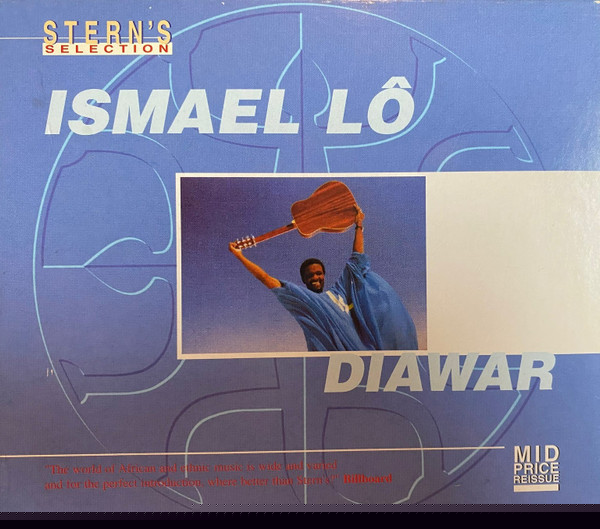 STERN'S
SELECTION
ISMAEL LÔ
DIAWAR
"The world of African and ethnic music is wide and varied
and for the perfect introduction, where better than Stern's?" Billboard
MID
PRICE
REISSUE